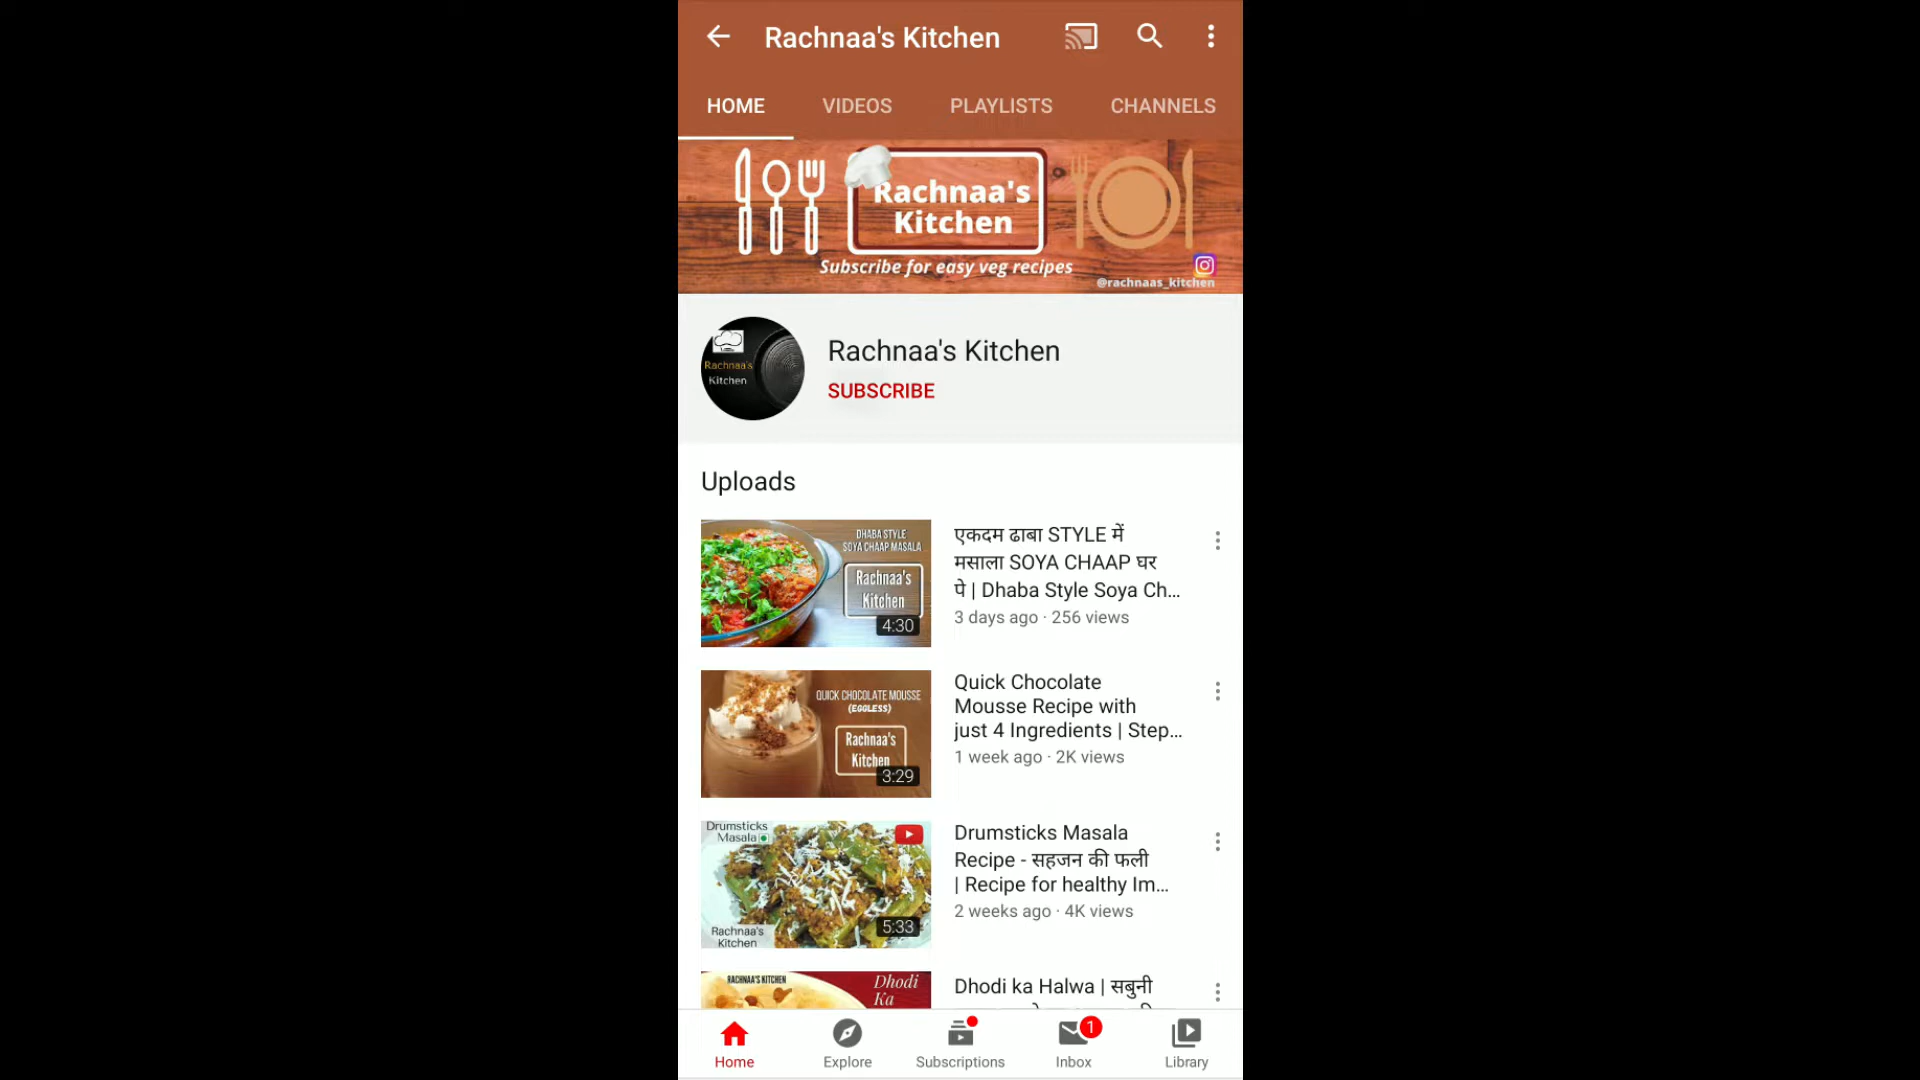 Rachnaa's Kitchen
HOME VIDEOS PLAYLISTS CHANNELS
Rachnaa's
Kitchen
Subscribe for easy veg recipes
@rachnaas_kitchen
Rachnaa's
Kitchen
Rachnaa's Kitchen
SUBSCRIBE
Uploads
DHABA STYLE
SOYA CHAAP MASALA
Rachnaa's
Kitchen
4:30
एकदम ढाबा STYLE में
मसाला SOYA CHAAP घर
पे | Dhaba Style Soya Ch...
3 days ago · 256 views
QUICK CHOCOLATE MOUSSE
(EGGLESS)
Rachnaa's
Kitchen
3:29
Quick Chocolate
Mousse Recipe with
just 4 Ingredients | Step...
1 week ago · 2K views
Drumsticks
Masala
Rachnaa's
Kitchen
5:33
Drumsticks Masala
Recipe - सहजन की फली
| Recipe for healthy Im...
2 weeks ago · 4K views
RACHNAA'S KITCHEN
Dhodi
Ka
Dhodi ka Halwa | सबुनी
1
Home Explore Subscriptions Inbox Library